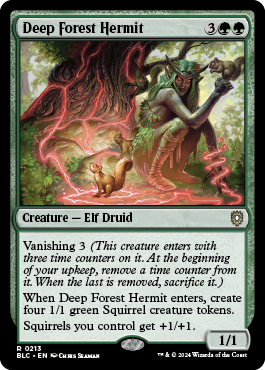 Deep Forest Hermit 3
Creature — Elf Druid
Vanishing 3 (This creature enters with
three time counters on it. At the beginning
of your upkeep, remove a time counter from
it. When the last is removed, sacrifice it.)
When Deep Forest Hermit enters, create
four 1/1 green Squirrel creature tokens.
Squirrels you control get +1/+1.
1/1
R 0213
BLC • EN Chris Seaman
™ & © 2024 Wizards of the Coast